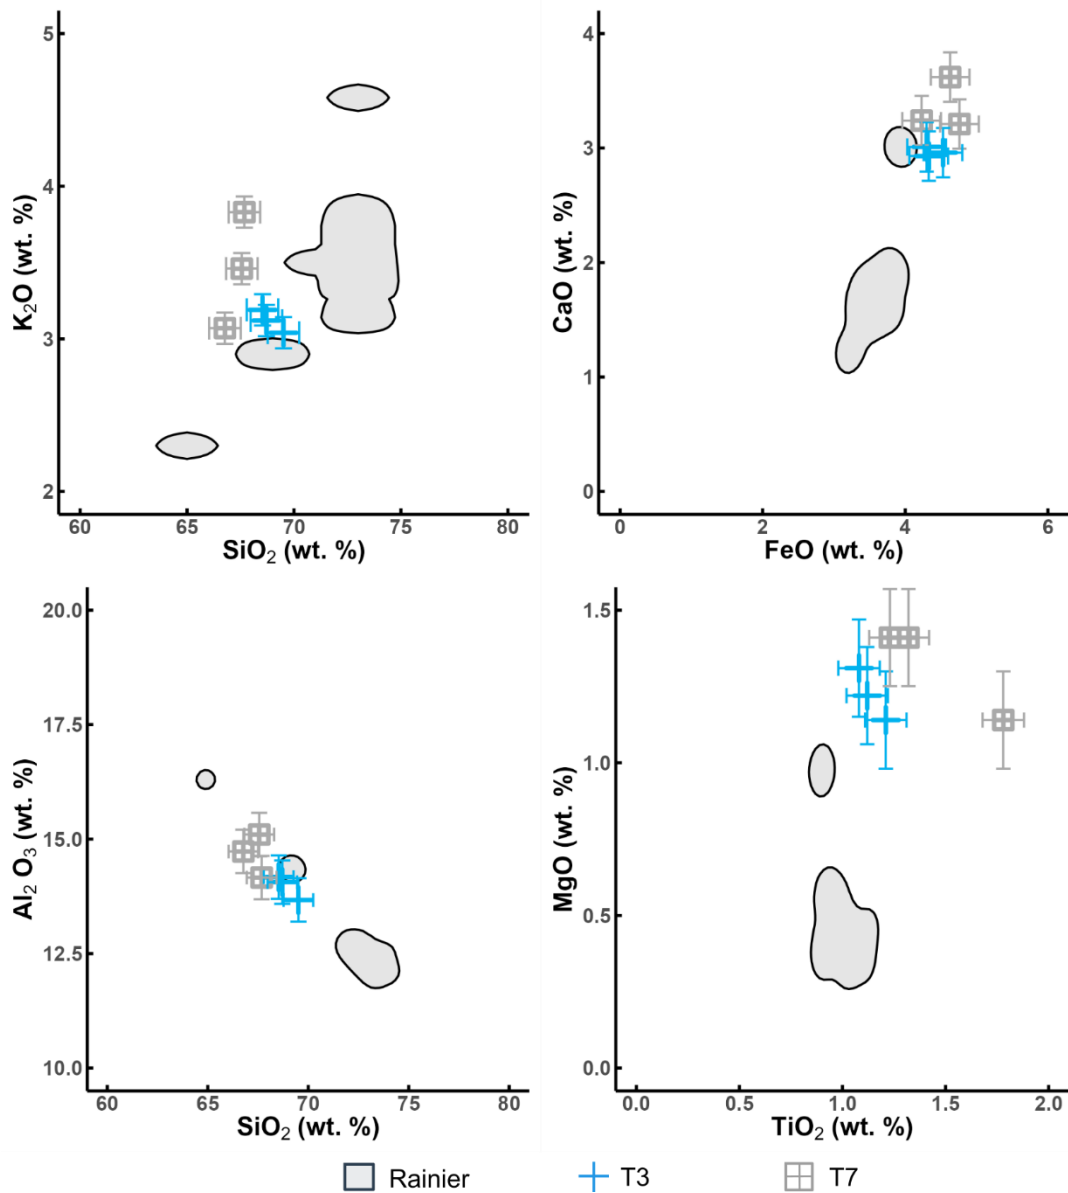 5
4
3
2
K₂O (wt. %)
60 65 70 75 80
SiO₂ (wt. %)
4
3
2
1
0
CaO (wt. %)
0 2 4 6
FeO (wt. %)
20.0
17.5
15.0
12.5
10.0
Al₂ O₃ (wt. %)
60 65 70 75 80
SiO₂ (wt. %)
1.5
1.0
0.5
0.0
MgO (wt. %)
0.0 0.5 1.0 1.5 2.0
TiO₂ (wt. %)
Rainier T3 T7